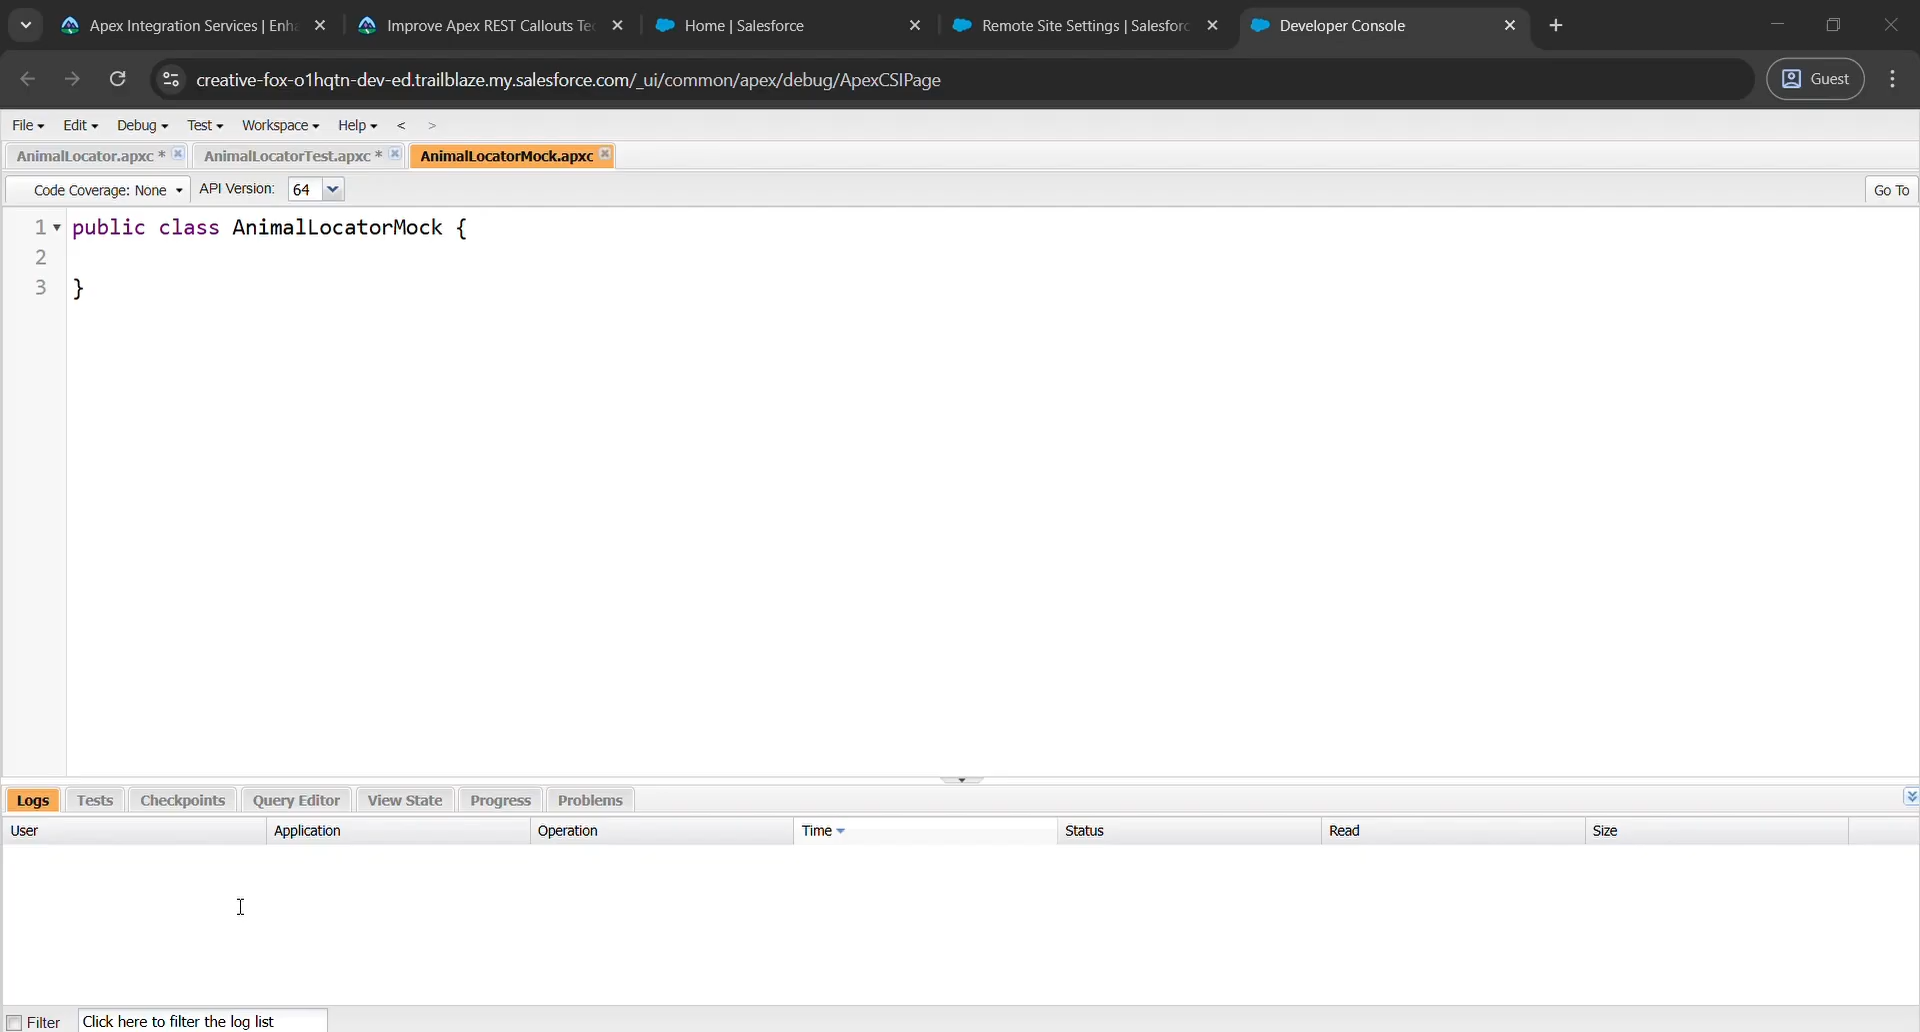 Apex Integration Services | Enha
Improve Apex REST Callouts Tec
Home | Salesforce
Remote Site Settings | Salesforc
Developer Console
creative-fox-o1hqtn-dev-ed.trailblaze.my.salesforce.com/_ui/common/apex/debug/ApexCSIPage
Guest
File Edit Debug Test Workspace Help < >
AnimalLocator.apxc * AnimalLocatorTest.apxc * AnimalLocatorMock.apxc
Code Coverage: None API Version: 64 Go To
1 public class AnimalLocatorMock {
2
3 }
Logs Tests Checkpoints Query Editor View State Progress Problems
User Application Operation Time Status Read Size
Filter Click here to filter the log list